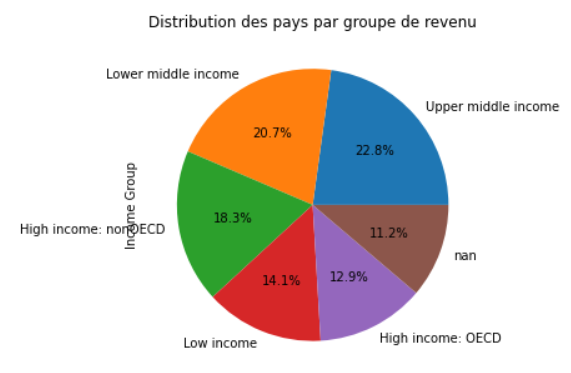 Distribution des pays par groupe de revenu
Lower middle income
Upper middle income
20.7%
22.8%
Income Group
High income: nonOECD
18.3%
11.2%
nan
14.1%
12.9%
Low income
High income: OECD